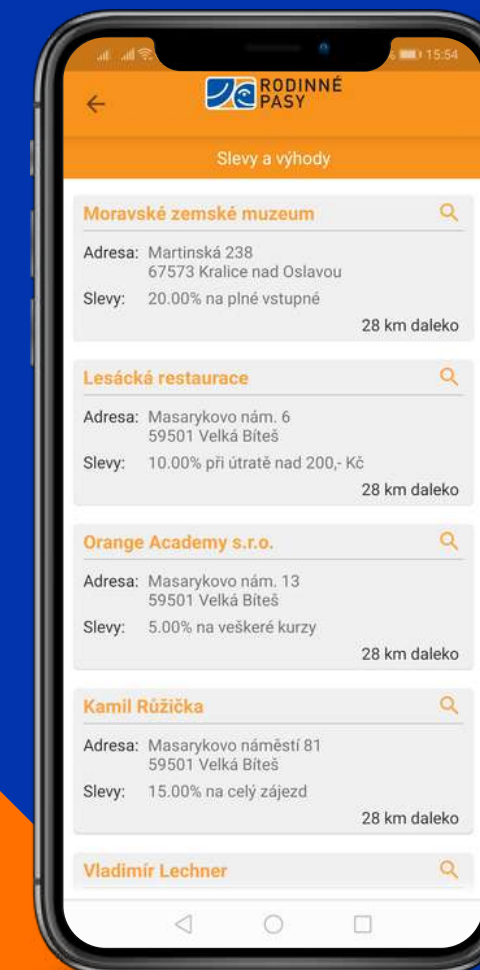 15:54
RODINNÉ
PASY
Slevy a výhody
Moravské zemské muzeum
Adresa: Martinská 238
67573 Kralice nad Oslavou
Slevy: 20.00% na plné vstupné
28 km daleko
Lesácká restaurace
Adresa: Masarykovo nám. 6
59501 Velká Bíteš
Slevy: 10.00% při útratě nad 200,- Kč
28 km daleko
Orange Academy s.r.o.
Adresa: Masarykovo nám. 13
59501 Velká Bíteš
Slevy: 5.00% na veškeré kurzy
28 km daleko
Kamil Růžička
Adresa: Masarykovo náměstí 81
59501 Velká Bíteš
Slevy: 15.00% na celý zájezd
28 km daleko
Vladimír Lechner